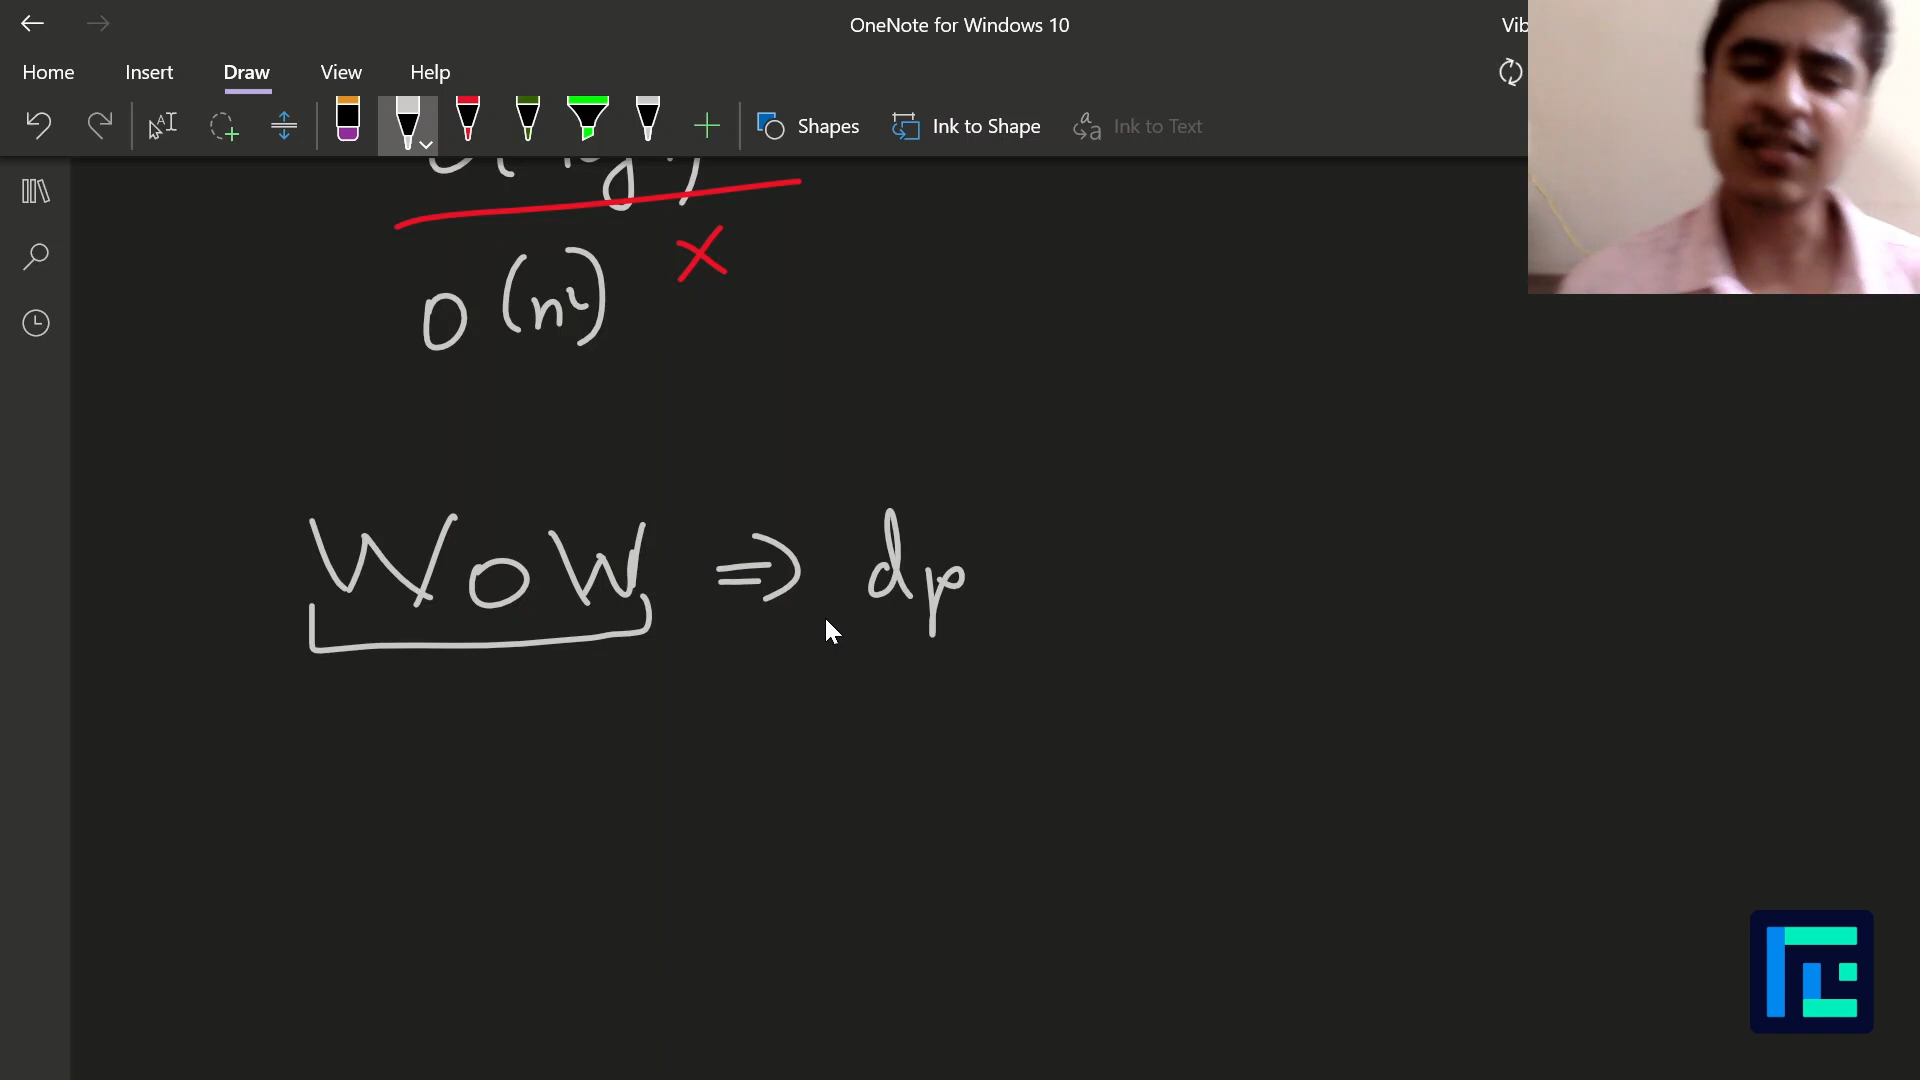 OneNote for Windows 10
Vib
Home Insert Draw View Help
Shapes Ink to Shape Ink to Text
O (n²)
WOW => dp